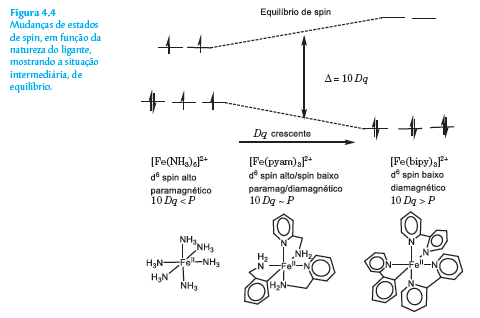 Figura 4.4
Mudanças de estados
de spin, em função da
natureza do ligante,
mostrando a situação
intermediária, de
equilíbrio.
Equilíbrio de spin
Δ = 10 Dq
Dq crescente
[Fe(NH₃)₆]²⁺
d⁶ spin alto
paramagnético
10 Dq < P
[Fe(pyam)₃]²⁺
d⁶ spin alto/spin baixo
paramag/diamagnético
10 Dq ~ P
[Fe(bipy)₃]²⁺
d⁶ spin baixo
diamagnético
10 Dq > P
NH₃
NH₃
H₃N
Feᴵᴵ
NH₃
H₃N
NH₃
N
H₂N
NH₂
Feᴵᴵ
N
N
H₂
N
N
N
Feᴵᴵ
N
N
N